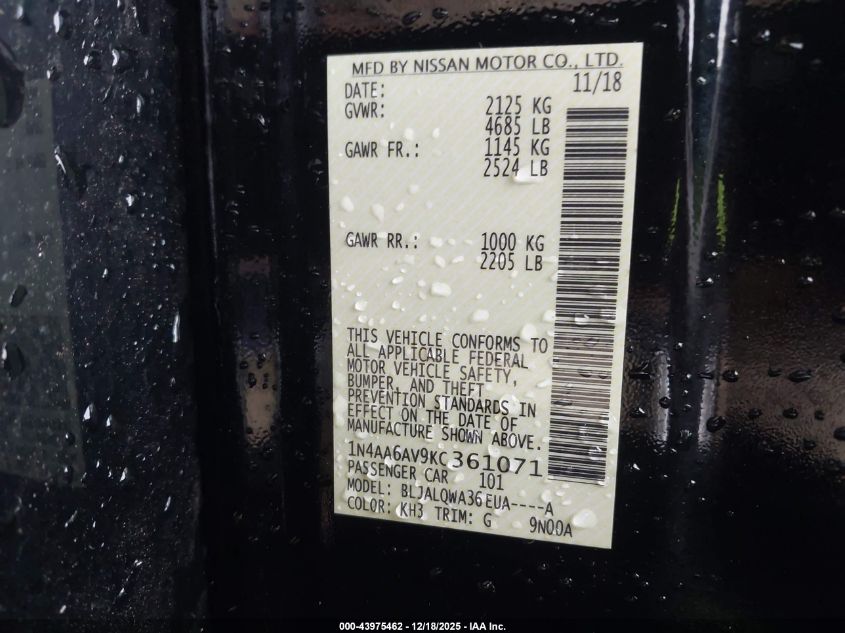 MFD BY NISSAN MOTOR CO., LTD.
DATE: 11/18
GVWR: 2125 KG
4685 LB
GAWR FR.: 1145 KG
2524 LB
GAWR RR.: 1000 KG
2205 LB
THIS VEHICLE CONFORMS TO
ALL APPLICABLE FEDERAL
MOTOR VEHICLE SAFETY,
BUMPER, AND THEFT
PREVENTION STANDARDS IN
EFFECT ON THE DATE OF
MANUFACTURE SHOWN ABOVE.
1N4AA6AV9KC361071
PASSENGER CAR 101
MODEL: BLJALQWA36EUA----A
COLOR: KH3 TRIM: G 9N00A
000-43975462 - 12/18/2025 - IAA Inc.